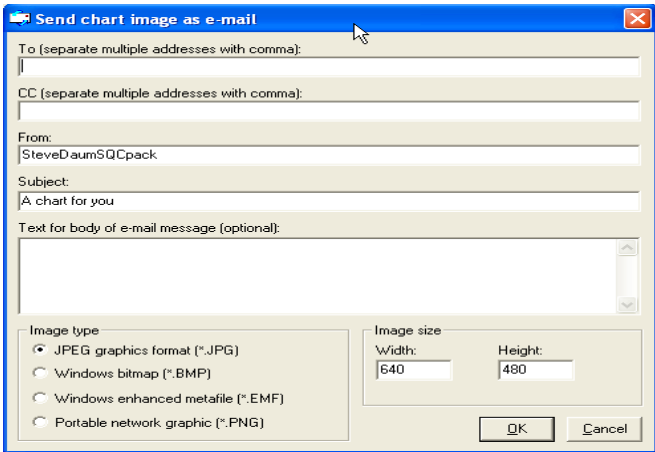 Send chart image as e-mail
To (separate multiple addresses with comma):
CC (separate multiple addresses with comma):
From:
SteveDaumSQCpack
Subject:
A chart for you
Text for body of e-mail message (optional):
Image type
JPEG graphics format (*.JPG)
Windows bitmap (*.BMP)
Windows enhanced metafile (*.EMF)
Portable network graphic (*.PNG)
Image size
Width: Height:
640 480
OK Cancel